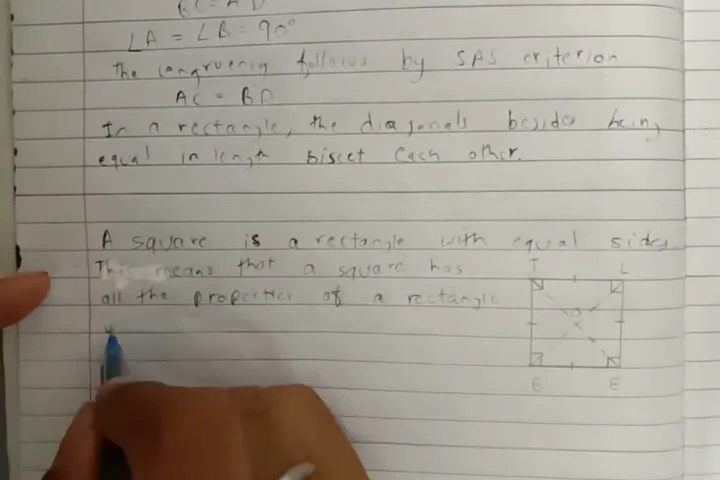 ∠A = ∠B = 90°
The congruency follows by SAS criterion
AC = BD
In a rectangle, the diagonals besides being
equal in length bisect each other.
A square is a rectangle with equal sides.
This means that a square has
all the properties of a rectangle
T L
O
B E